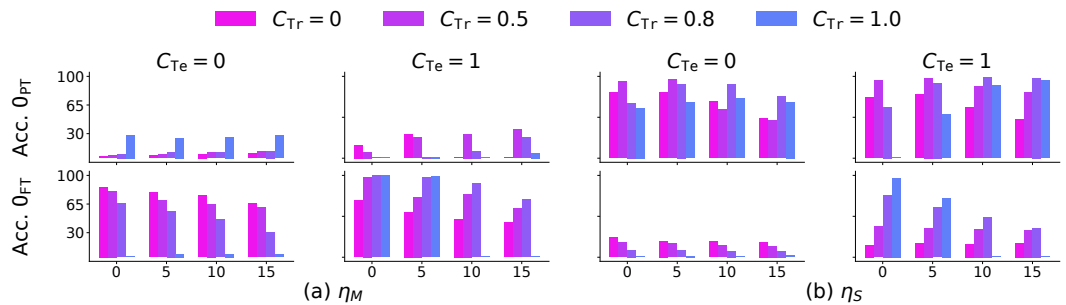 C_Tr = 0 C_Tr = 0.5 C_Tr = 0.8 C_Tr = 1.0
C_Te = 0 C_Te = 1 C_Te = 0 C_Te = 1
Acc. 0_PT
100
65
30
Acc. 0_FT
100
65
30
0 5 10 15 0 5 10 15 0 5 10 15 0 5 10 15
(a) η_M (b) η_S